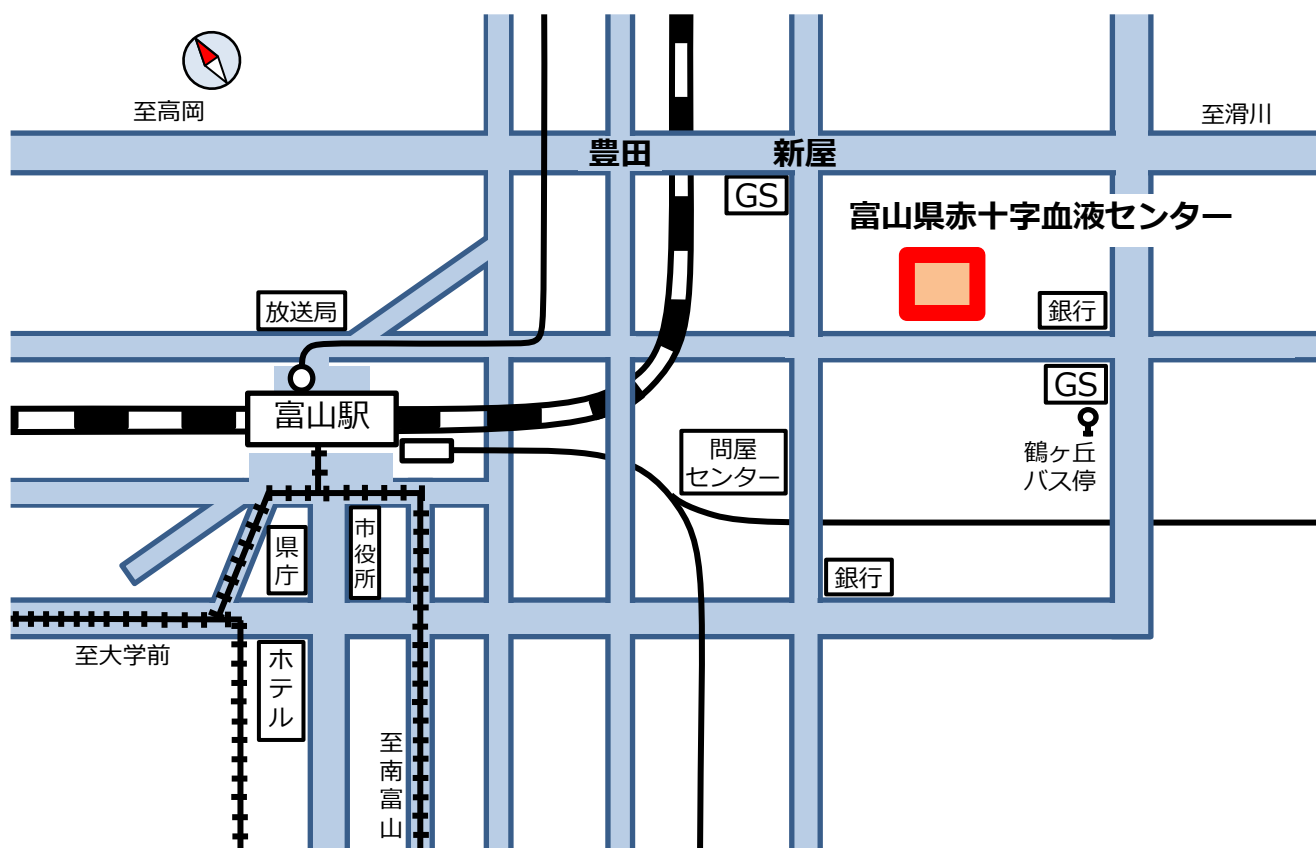 至高岡
至滑川
豊田
新屋
GS
富山県赤十字血液センター
放送局
銀行
GS
富山駅
鶴ヶ丘
バス停
問屋
センター
県庁
市役所
銀行
至大学前
ホテル
至南富山